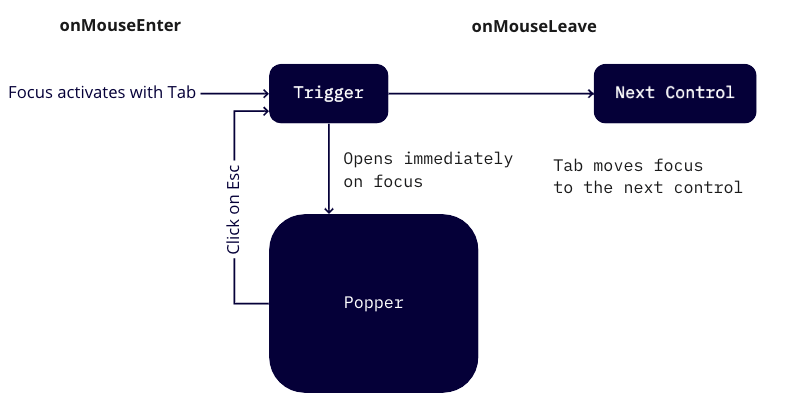 onMouseEnter
onMouseLeave
Focus activates with Tab
Trigger
Next Control
Opens immediately
on focus
Tab moves focus
to the next control
Click on Esc
Popper